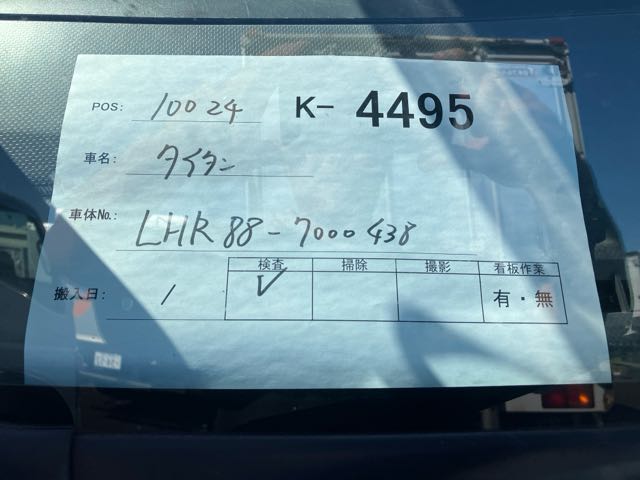 POS: 10024 K- 4495
車名: タイタン
車体No.: LHR88-7000438
検査 掃除 撮影 看板作業
搬入日: / ✓ 有・無